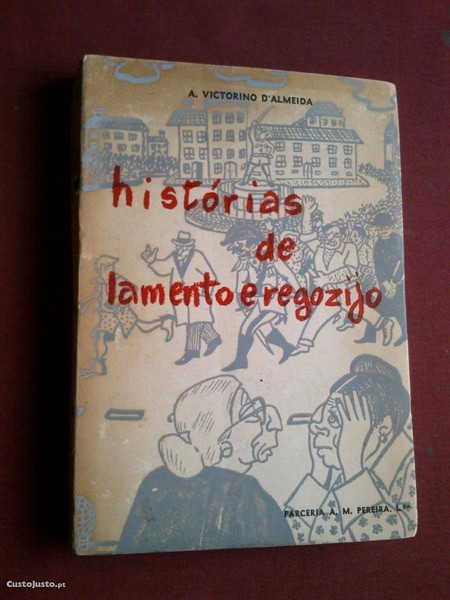 A. VICTORINO D'ALMEIDA
histórias
de
lamento e regozijo
PARCERIA A. M. PEREIRA, L.da
CustoJusto.pt